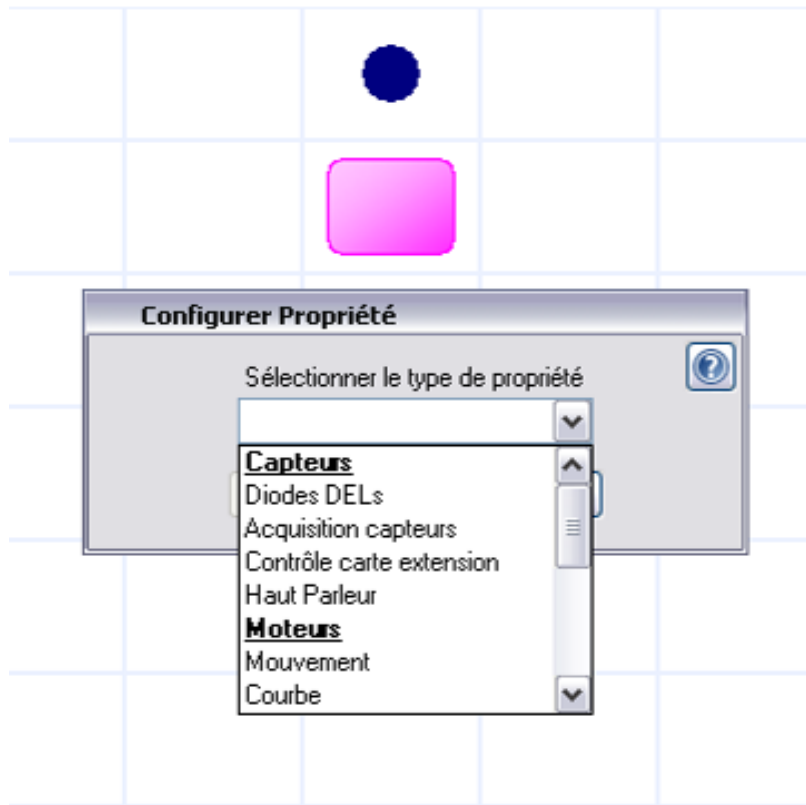 Configurer Propriété
Sélectionner le type de propriété
Capteurs
Diodes DELs
Acquisition capteurs
Contrôle carte extension
Haut Parleur
Moteurs
Mouvement
Courbe